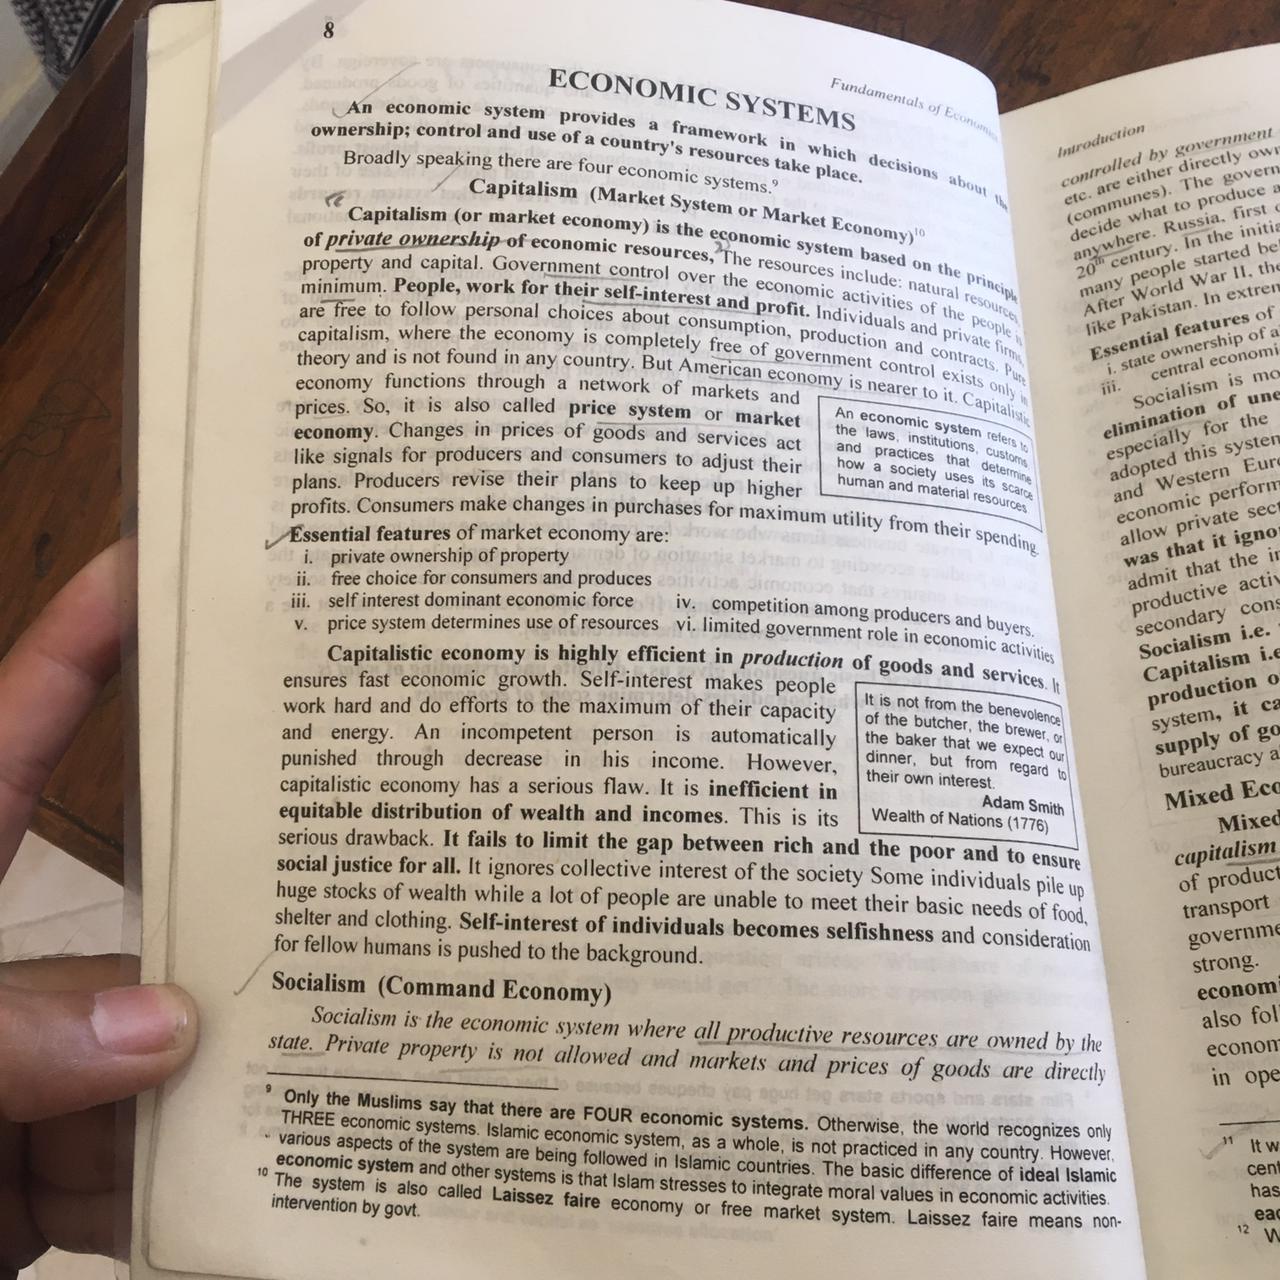 8
Fundamentals of
ECONOMIC SYSTEMS
An economic system provides a framework in which decisions about the
ownership; control and use of a country's resources take place.
Broadly speaking there are four economic systems.⁹
Capitalism (Market System or Market Economy)¹⁰
Capitalism (or market economy) is the economic system based on the principle
of private ownership of economic resources, The resources include: natural resources,
property and capital. Government control over the economic activities of the people is
minimum. People, work for their self-interest and profit. Individuals and private firms
are free to follow personal choices about consumption, production and contracts. Pure
capitalism, where the economy is completely free of government control exists only in
theory and is not found in any country. But American economy is nearer to it. Capitalistic
economy functions through a network of markets and
prices. So, it is also called price system or market
economy. Changes in prices of goods and services act
like signals for producers and consumers to adjust their
plans. Producers revise their plans to keep up higher
profits. Consumers make changes in purchases for maximum utility from their spending.
An economic system refers to
the laws, institutions, customs
and practices that determine
how a society uses its scarce
human and material resources
Essential features of market economy are:
i. private ownership of property
ii. free choice for consumers and produces
iii. self interest dominant economic force iv. competition among producers and buyers.
v. price system determines use of resources vi. limited government role in economic activities
Capitalistic economy is highly efficient in production of goods and services. It
ensures fast economic growth. Self-interest makes people
work hard and do efforts to the maximum of their capacity
and energy. An incompetent person is automatically
punished through decrease in his income. However,
capitalistic economy has a serious flaw. It is inefficient in
equitable distribution of wealth and incomes. This is its
serious drawback. It fails to limit the gap between rich and the poor and to ensure
social justice for all. It ignores collective interest of the society Some individuals pile up
huge stocks of wealth while a lot of people are unable to meet their basic needs of food,
shelter and clothing. Self-interest of individuals becomes selfishness and consideration
for fellow humans is pushed to the background.
It is not from the benevolence
of the butcher, the brewer, or
the baker that we expect our
dinner, but from regard to
their own interest.
Adam Smith
Wealth of Nations (1776)
Socialism (Command Economy)
Socialism is the economic system where all productive resources are owned by the
state. Private property is not allowed and markets and prices of goods are directly
⁹ Only the Muslims say that there are FOUR economic systems. Otherwise, the world recognizes only
THREE economic systems. Islamic economic system, as a whole, is not practiced in any country. However,
various aspects of the system are being followed in Islamic countries. The basic difference of ideal Islamic
economic system and other systems is that Islam stresses to integrate moral values in economic activities.
¹⁰ The system is also called Laissez faire economy or free market system. Laissez faire means non-
intervention by govt.
Introduction
controlled by government
etc. are either directly
(communes). The
decide what to produce
anywhere. Russia, first
20th century. In the
many people started
After World War II, the
like Pakistan. In
Essential features of
i. state ownership of
iii. central
Socialism is
elimination of
especially for the
adopted this
and Western
economic
allow private
was that it
admit that the
productive
secondary
Socialism i.e.
Capitalism
production
system, it
supply of
bureaucracy
Mixed
Mixed
capitalism
of
transport
strong.
also
in
¹¹ It
has
¹²